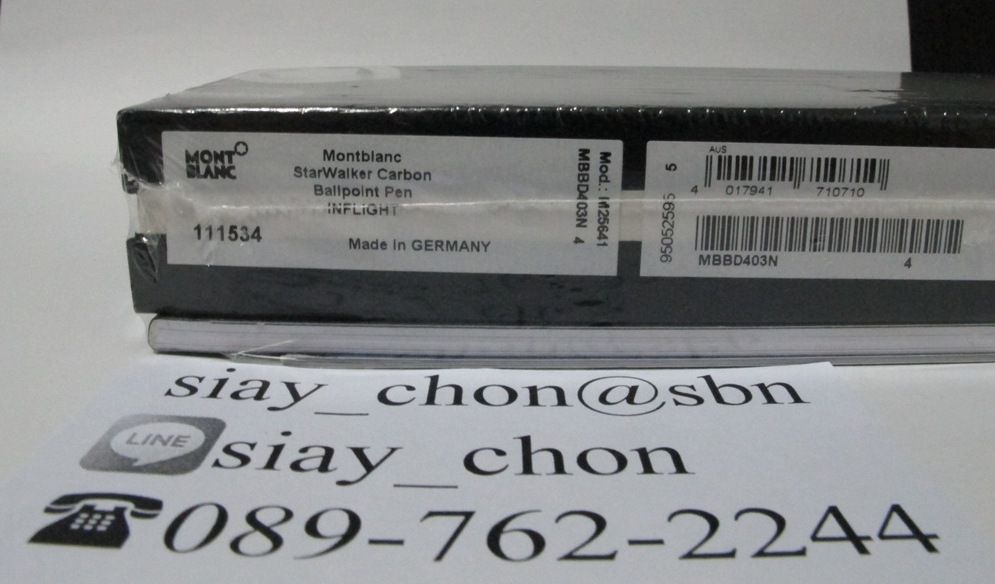 MONT
BLANC
Montblanc
StarWalker Carbon
Ballpoint Pen
INFLIGHT
111534
Made in GERMANY
Mod.: M25641
MBBD403N 4
95052595 5
AUS
4 017941 710710
MBBD403N 4
siay_chon@sbn
LINE siay_chon
089-762-2244